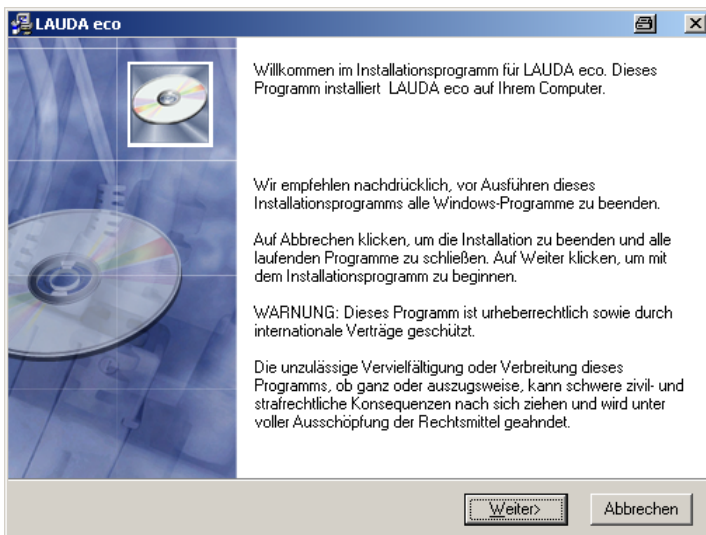 LAUDA eco
Willkommen im Installationsprogramm für LAUDA eco. Dieses
Programm installiert LAUDA eco auf Ihrem Computer.
Wir empfehlen nachdrücklich, vor Ausführen dieses
Installationsprogramms alle Windows-Programme zu beenden.
Auf Abbrechen klicken, um die Installation zu beenden und alle
laufenden Programme zu schließen. Auf Weiter klicken, um mit
dem Installationsprogramm zu beginnen.
WARNUNG: Dieses Programm ist urheberrechtlich sowie durch
internationale Verträge geschützt.
Die unzulässige Vervielfältigung oder Verbreitung dieses
Programms, ob ganz oder auszugsweise, kann schwere zivil- und
strafrechtliche Konsequenzen nach sich ziehen und wird unter
voller Ausschöpfung der Rechtsmittel geahndet.
Weiter>
Abbrechen